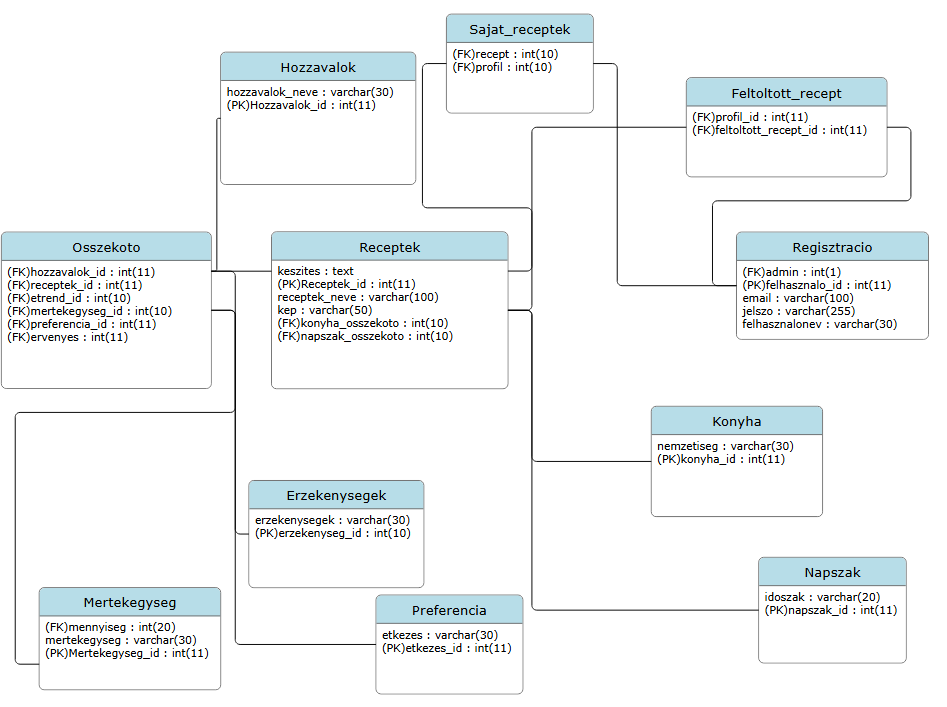 Sajat_receptek
(FK)recept : int(10)
(FK)profil : int(10)
Hozzavalok
hozzavalok_neve : varchar(30)
(PK)Hozzavalok_id : int(11)
Feltoltott_recept
(FK)profil_id : int(11)
(FK)feltoltott_recept_id : int(11)
Osszekoto
(FK)hozzavalok_id : int(11)
(FK)receptek_id : int(11)
(FK)etrend_id : int(10)
(FK)mertekegyseg_id : int(10)
(FK)preferencia_id : int(11)
(FK)ervenyes : int(11)
Receptek
keszites : text
(PK)Receptek_id : int(11)
receptek_neve : varchar(100)
kep : varchar(50)
(FK)konyha_osszekoto : int(10)
(FK)napszak_osszekoto : int(10)
Regisztracio
(FK)admin : int(1)
(PK)felhasznalo_id : int(11)
email : varchar(100)
jelszo : varchar(255)
felhasznalonev : varchar(30)
Konyha
nemzetiseg : varchar(30)
(PK)konyha_id : int(11)
Erzekenysegek
erzekenysegek : varchar(30)
(PK)erzekenyseg_id : int(10)
Napszak
idoszak : varchar(20)
(PK)napszak_id : int(11)
Mertekegyseg
(FK)mennyiseg : int(20)
mertekegyseg : varchar(30)
(PK)Mertekegyseg_id : int(11)
Preferencia
etkezes : varchar(30)
(PK)etkezes_id : int(11)